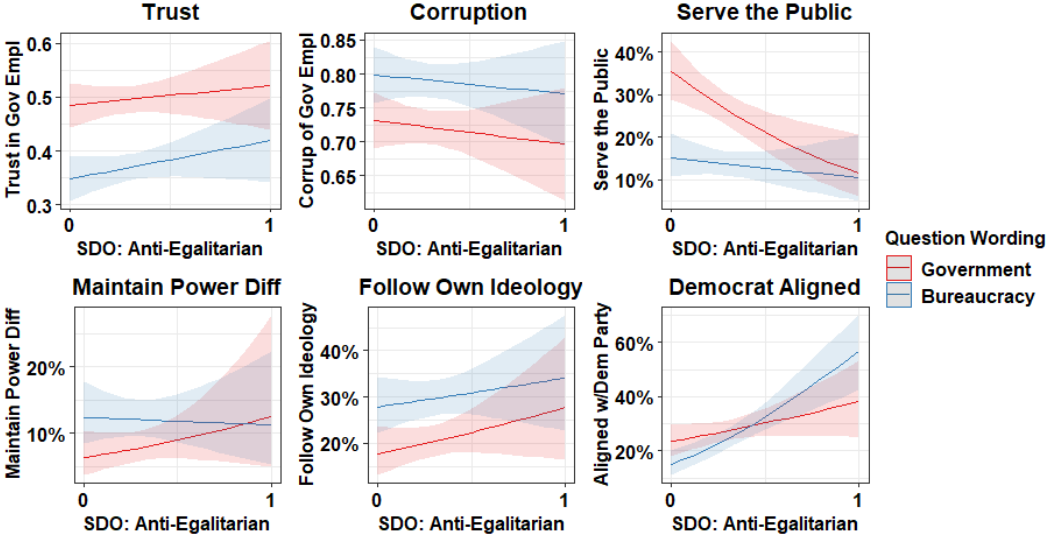 Trust
Corruption
Serve the Public
Trust in Gov Empl
0.6
0.5
0.4
0.3
0
1
SDO: Anti-Egalitarian
Corrup of Gov Empl
0.85
0.80
0.75
0.70
0.65
0
1
SDO: Anti-Egalitarian
Serve the Public
40%
30%
20%
10%
0
1
SDO: Anti-Egalitarian
Question Wording
Government
Bureaucracy
Maintain Power Diff
Follow Own Ideology
Democrat Aligned
Maintain Power Diff
20%
10%
0
1
SDO: Anti-Egalitarian
Follow Own Ideology
40%
30%
20%
0
1
SDO: Anti-Egalitarian
Aligned w/Dem Party
60%
40%
20%
0
1
SDO: Anti-Egalitarian